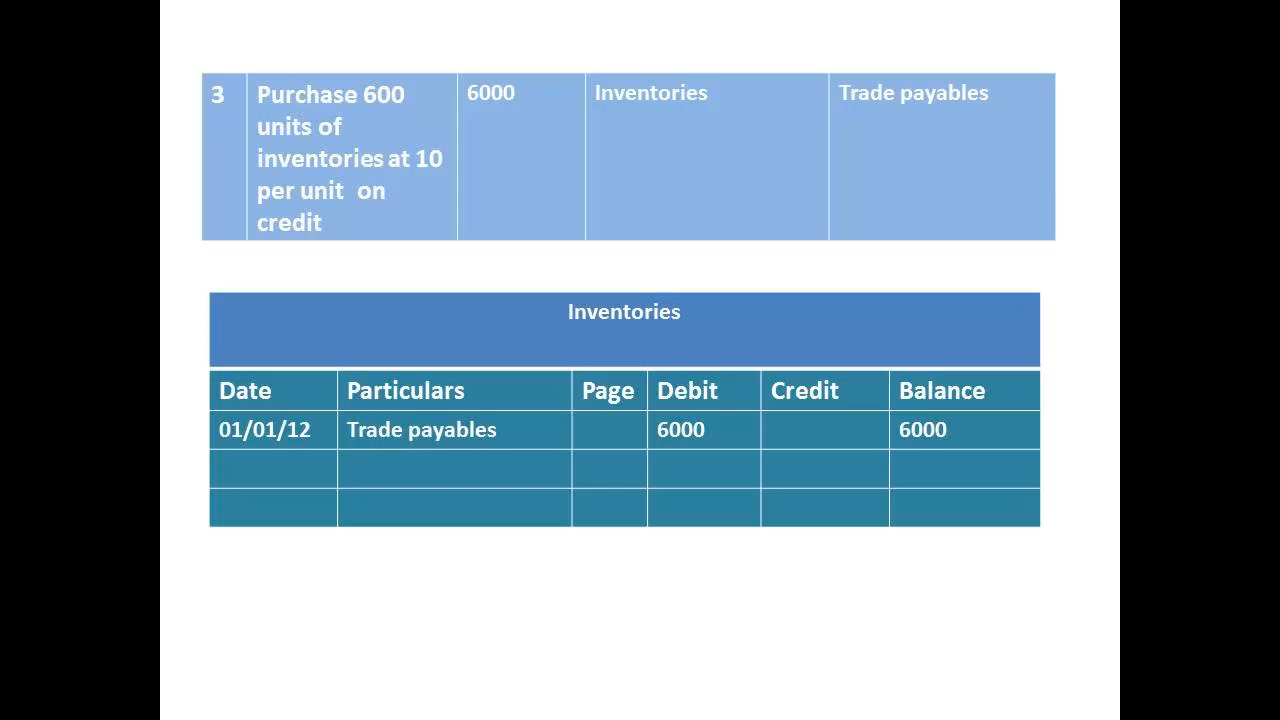 3 Purchase 600 6000 Inventories Trade payables
units of
inventories at 10
per unit on
credit
Inventories
Date Particulars Page Debit Credit Balance
01/01/12 Trade payables 6000 6000